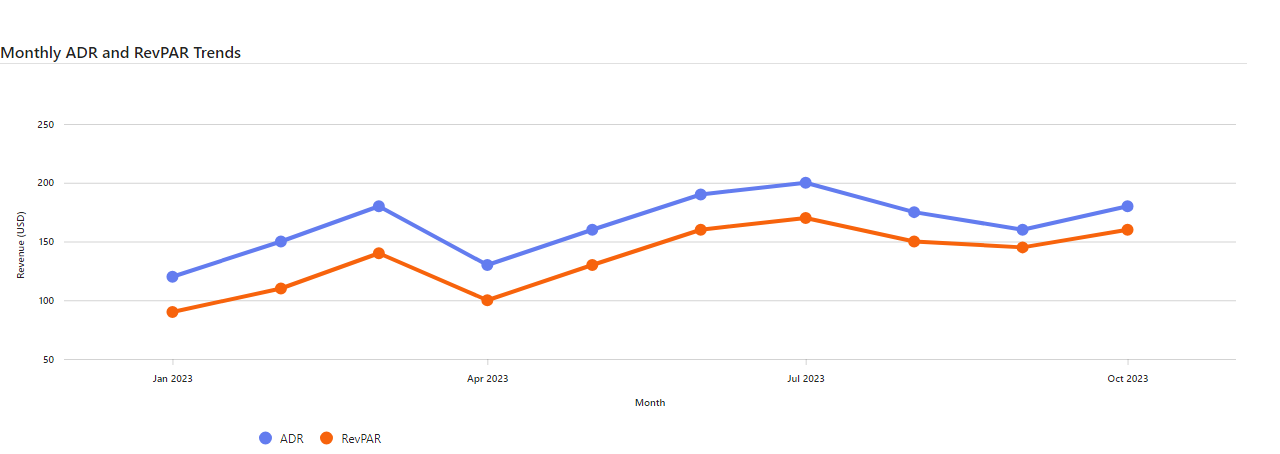 Monthly ADR and RevPAR Trends
250
200
150
100
50
Revenue (USD)
Jan 2023 Apr 2023 Jul 2023 Oct 2023
Month
ADR RevPAR